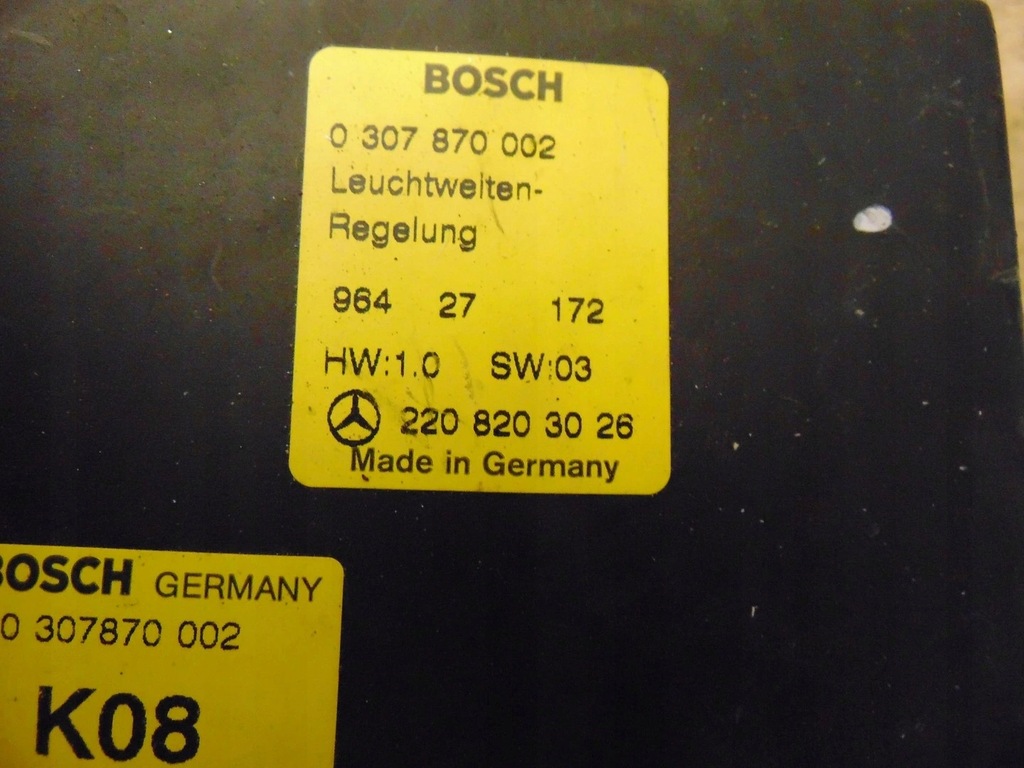 BOSCH
0 307 870 002
Leuchtweiten-
Regelung
964 27 172
HW:1.0 SW:03
220 820 30 26
Made in Germany
BOSCH GERMANY
0 307870 002
K08